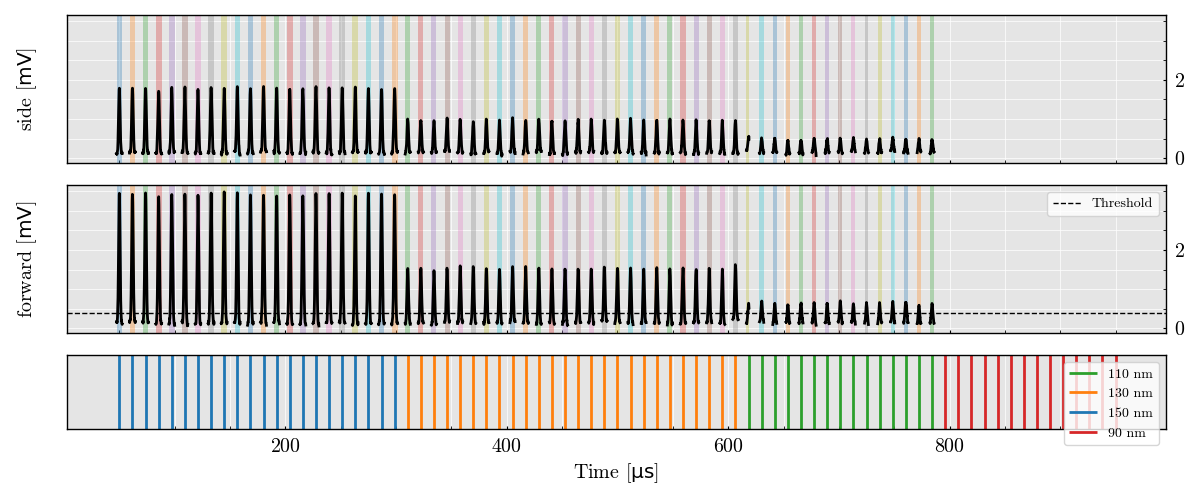 side [mV]
2
0
forward [mV]
Threshold
2
0
110 nm
130 nm
150 nm
90 nm
200
400
600
800
Time [µs]